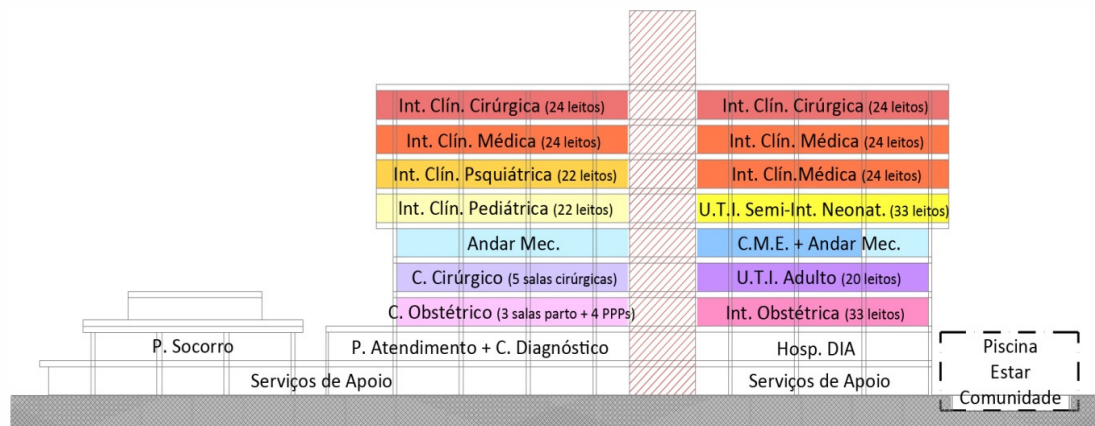 Int. Clín. Cirúrgica (24 leitos)
Int. Clín. Cirúrgica (24 leitos)
Int. Clín. Médica (24 leitos)
Int. Clín. Médica (24 leitos)
Int. Clín. Psquiátrica (22 leitos)
Int. Clín.Médica (24 leitos)
Int. Clín. Pediátrica (22 leitos)
U.T.I. Semi-Int. Neonat. (33 leitos)
Andar Mec.
C.M.E. + Andar Mec.
C. Cirúrgico (5 salas cirúrgicas)
U.T.I. Adulto (20 leitos)
C. Obstétrico (3 salas parto + 4 PPPs)
Int. Obstétrica (33 leitos)
P. Socorro
P. Atendimento + C. Diagnóstico
Hosp. DIA
Serviços de Apoio
Serviços de Apoio
Piscina
Estar
Comunidade